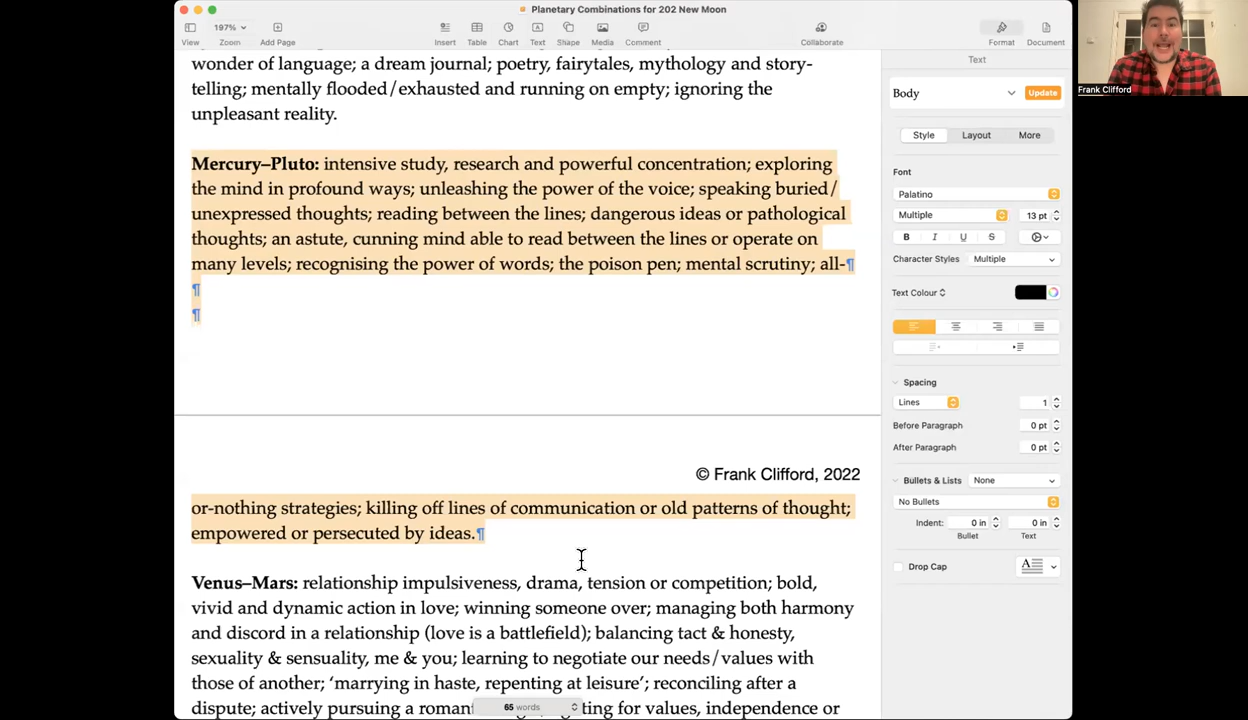 Planetary Combinations for 202 New Moon
197%
View
Zoom
Add Page
Insert
Table
Chart
Text
Shape
Media
Comment
Collaborate
Format
Document
wonder of language; a dream journal; poetry, fairytales, mythology and story-
telling; mentally flooded/exhausted and running on empty; ignoring the
unpleasant reality.
Mercury–Pluto: intensive study, research and powerful concentration; exploring
the mind in profound ways; unleashing the power of the voice; speaking buried/
unexpressed thoughts; reading between the lines; dangerous ideas or pathological
thoughts; an astute, cunning mind able to read between the lines or operate on
many levels; recognising the power of words; the poison pen; mental scrutiny; all-¶
¶
¶
© Frank Clifford, 2022
or-nothing strategies; killing off lines of communication or old patterns of thought;
empowered or persecuted by ideas.¶
Venus–Mars: relationship impulsiveness, drama, tension or competition; bold,
vivid and dynamic action in love; winning someone over; managing both harmony
and discord in a relationship (love is a battlefield); balancing tact & honesty,
sexuality & sensuality, me & you; learning to negotiate our needs/values with
those of another; ‘marrying in haste, repenting at leisure’; reconciling after a
dispute; actively pursuing a for values, independence or
65 words
Text
Body
Update
Style
Layout
More
Font
Palatino
Multiple
13 pt
B
I
U
S
Character Styles
Multiple
Text Colour
Spacing
Lines
1
Before Paragraph
0 pt
After Paragraph
0 pt
Bullets & Lists
None
No Bullets
Indent:
0 in
0 in
Bullet
Text
Drop Cap
A
Frank Clifford